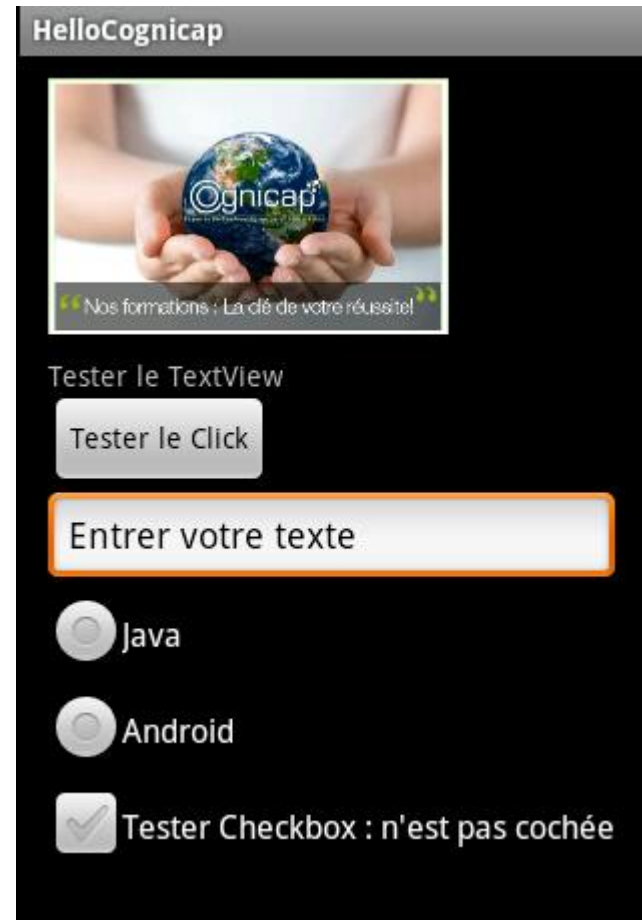 HelloCognicap
Cognicap
“Nos formations : La clé de votre réussite!”
Tester le TextView
Tester le Click
Entrer votre texte
Java
Android
Tester Checkbox : n'est pas cochée